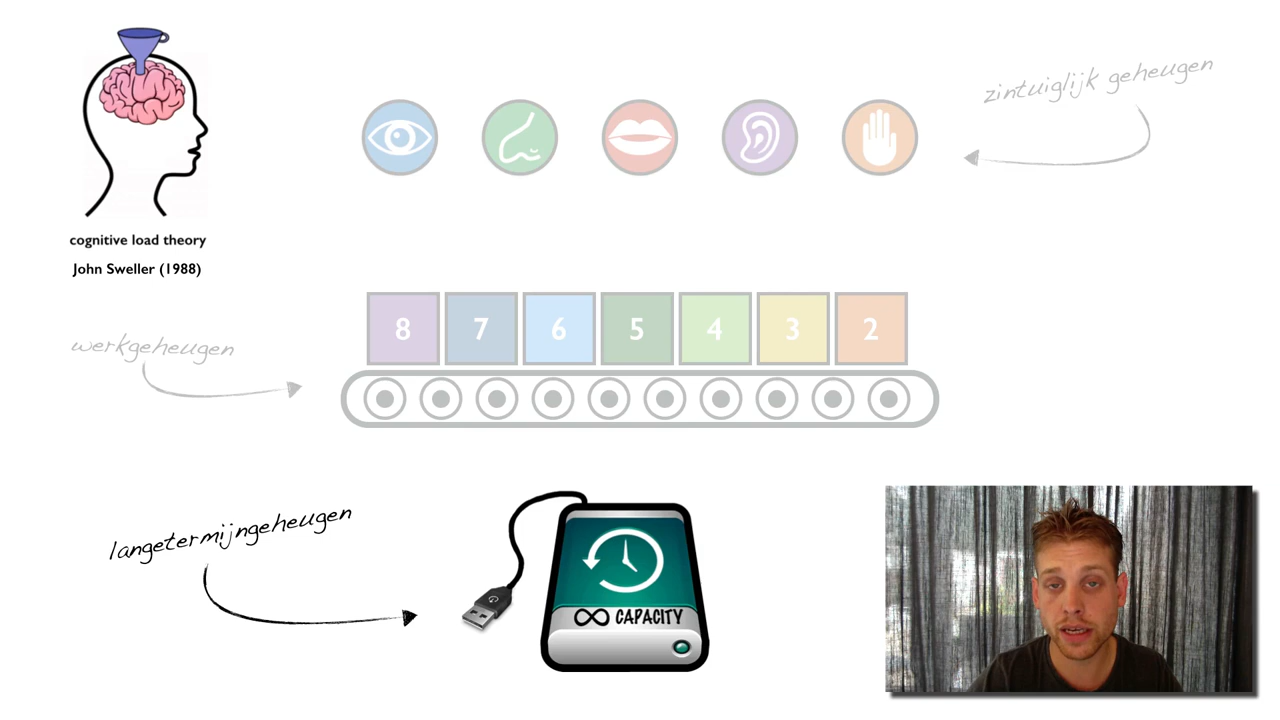 zintuiglijk geheugen
cognitive load theory
John Sweller (1988)
8 7 6 5 4 3 2
werkgeheugen
langetermijngeheugen
∞ CAPACITY